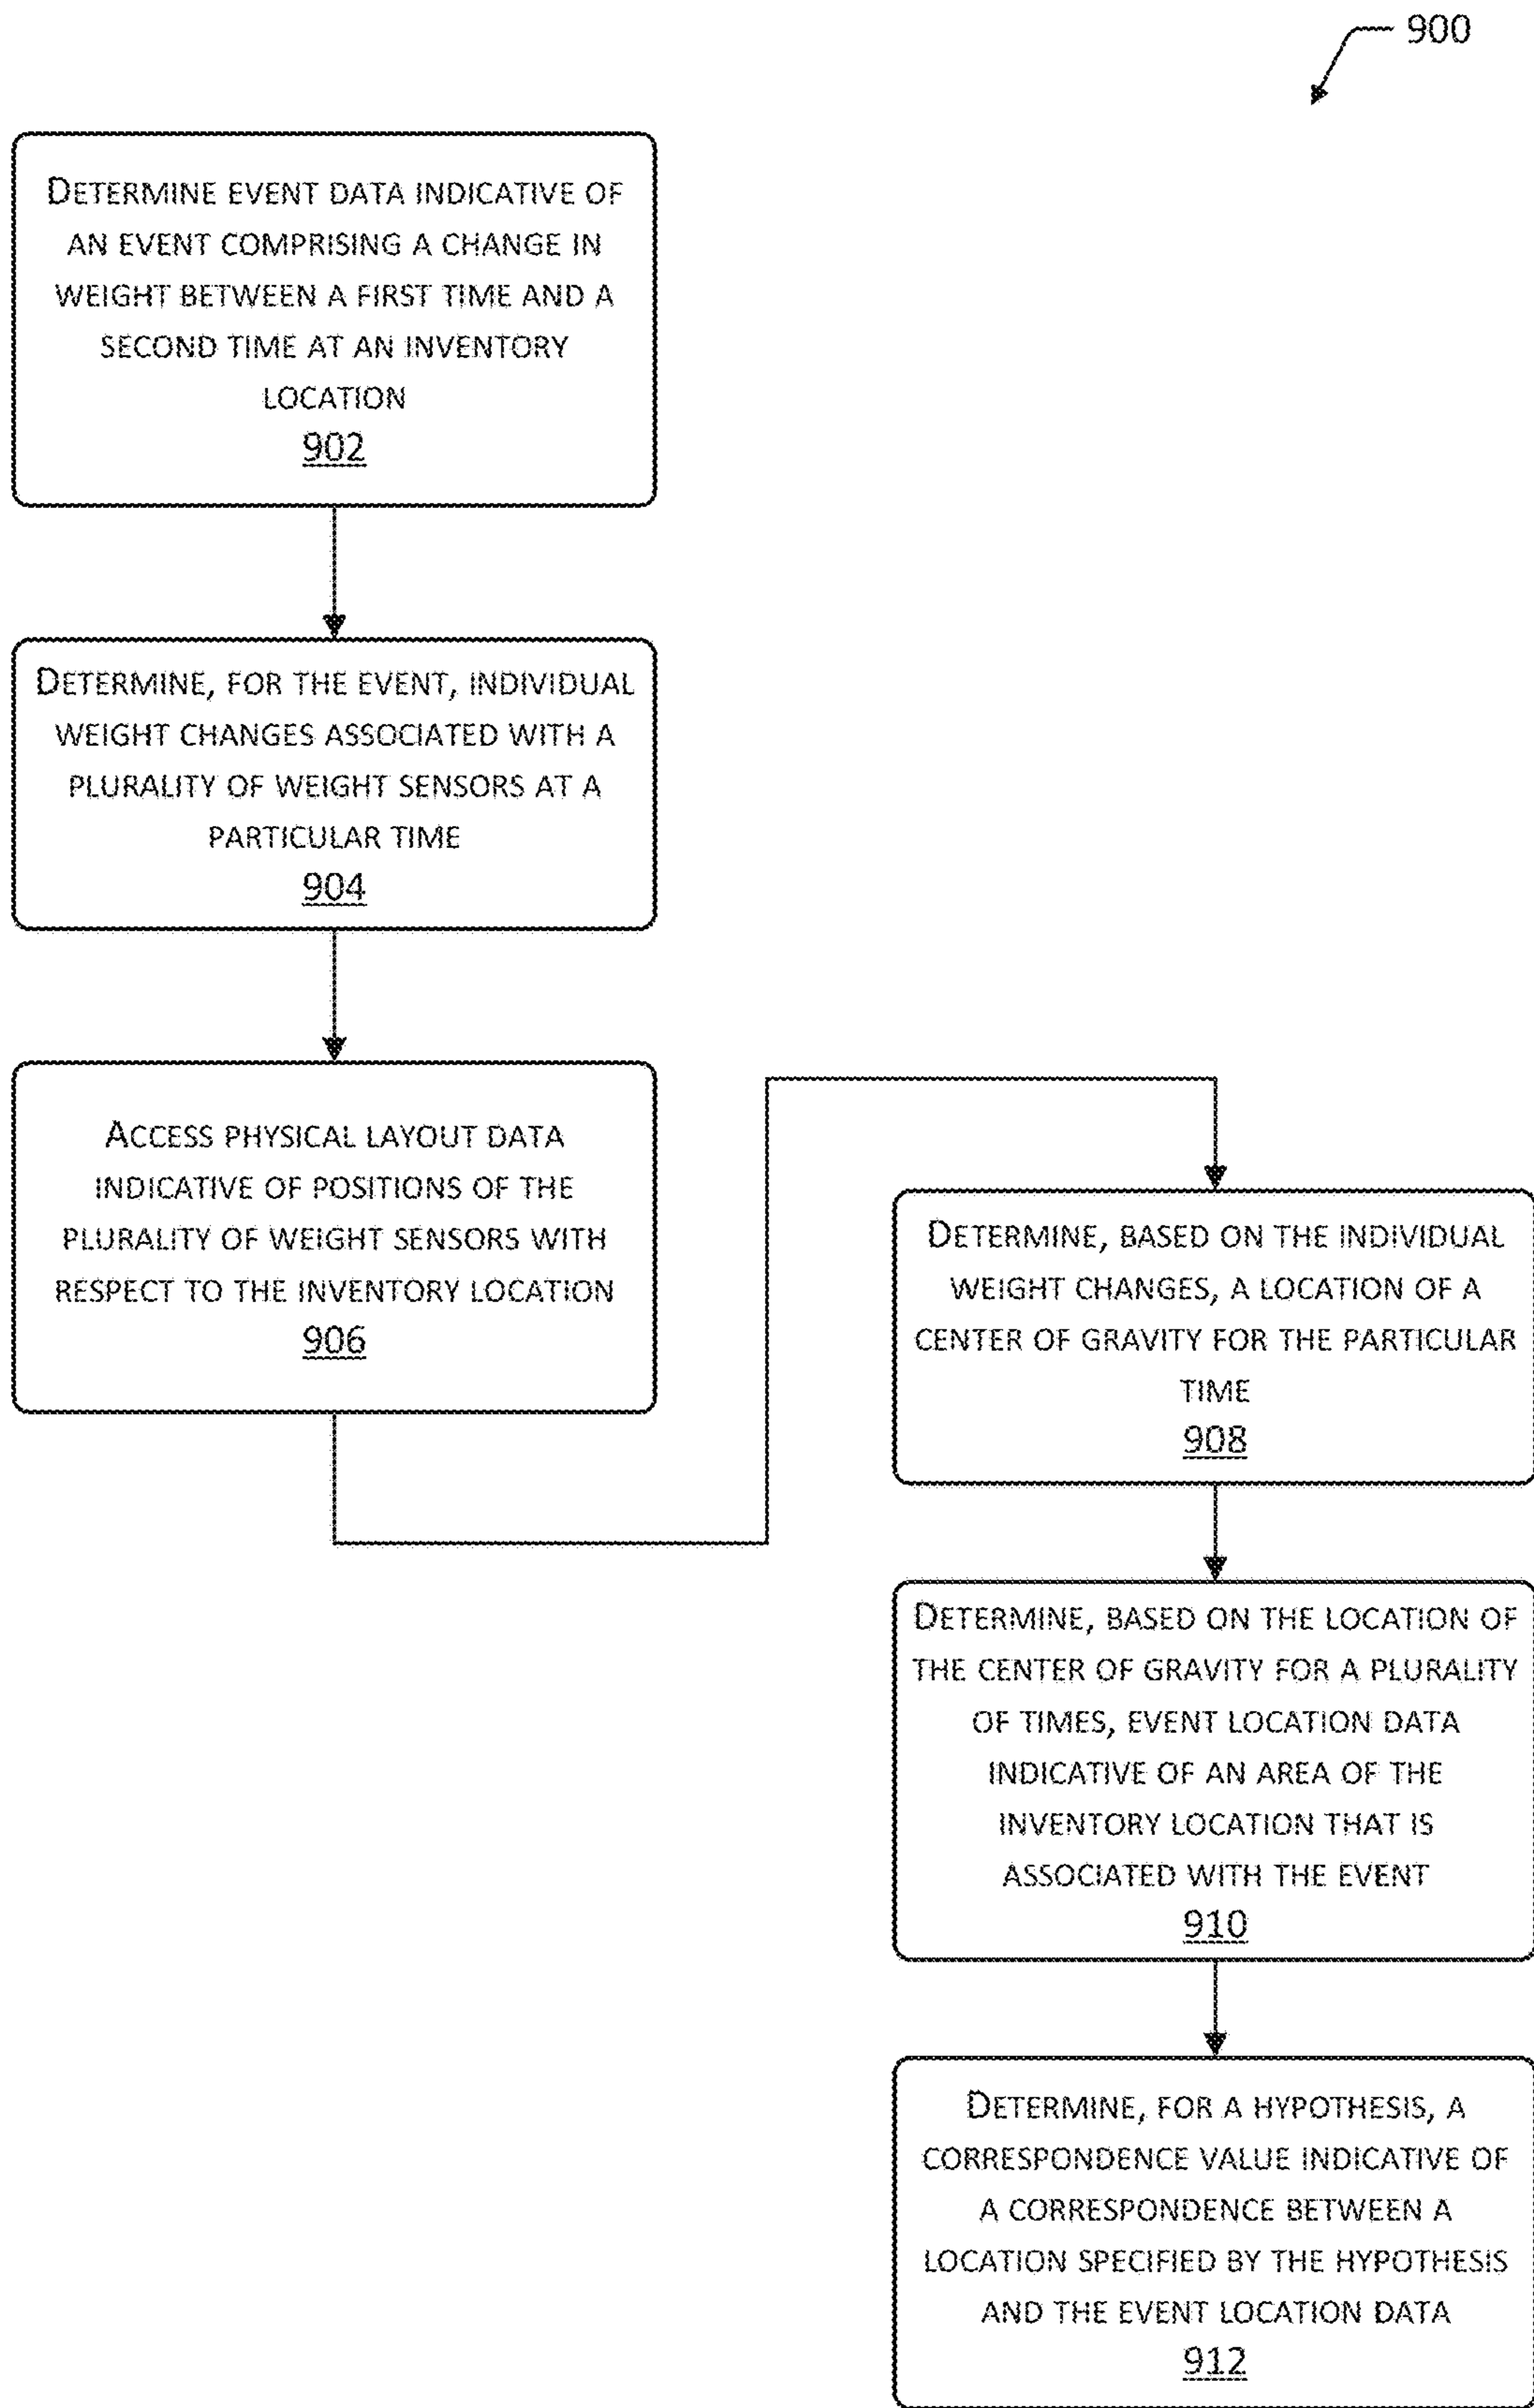 900
DETERMINE EVENT DATA INDICATIVE OF
AN EVENT COMPRISING A CHANGE IN
WEIGHT BETWEEN A FIRST TIME AND A
SECOND TIME AT AN INVENTORY
LOCATION
902
DETERMINE, FOR THE EVENT, INDIVIDUAL
WEIGHT CHANGES ASSOCIATED WITH A
PLURALITY OF WEIGHT SENSORS AT A
PARTICULAR TIME
904
ACCESS PHYSICAL LAYOUT DATA
INDICATIVE OF POSITIONS OF THE
PLURALITY OF WEIGHT SENSORS WITH
RESPECT TO THE INVENTORY LOCATION
906
DETERMINE, BASED ON THE INDIVIDUAL
WEIGHT CHANGES, A LOCATION OF A
CENTER OF GRAVITY FOR THE PARTICULAR
TIME
908
DETERMINE, BASED ON THE LOCATION OF
THE CENTER OF GRAVITY FOR A PLURALITY
OF TIMES, EVENT LOCATION DATA
INDICATIVE OF AN AREA OF THE
INVENTORY LOCATION THAT IS
ASSOCIATED WITH THE EVENT
910
DETERMINE, FOR A HYPOTHESIS, A
CORRESPONDENCE VALUE INDICATIVE OF
A CORRESPONDENCE BETWEEN A
LOCATION SPECIFIED BY THE HYPOTHESIS
AND THE EVENT LOCATION DATA
912